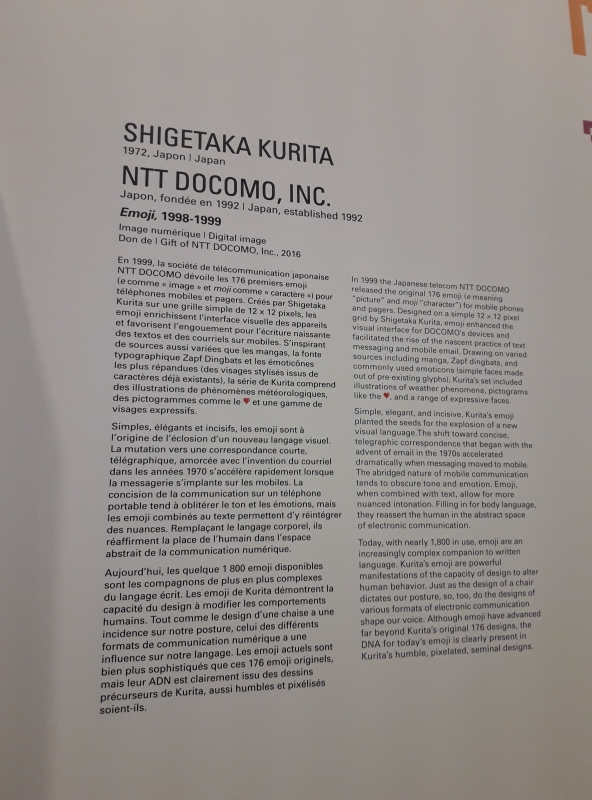 SHIGETAKA KURITA
1972, Japon | Japan
NTT DOCOMO, INC.
Japon, fondée en 1992 | Japan, established 1992
Emoji, 1998-1999
Image numérique | Digital image
Don de | Gift of NTT DOCOMO, Inc., 2016
En 1999, la société de télécommunication japonaise
NTT DOCOMO dévoile les 176 premiers emoji
(e comme « image » et moji comme « caractère ») pour
téléphones mobiles et pagers. Créés par Shigetaka
Kurita sur une grille simple de 12 x 12 pixels, les
emoji enrichissent l'interface visuelle des appareils
et favorisent l'engouement pour l'écriture naissante
des textos et des courriels sur mobiles. S'inspirant
de sources aussi variées que les mangas, la fonte
typographique Zapf Dingbats et les émoticônes
les plus répandues (des visages stylisés issus de
caractères déjà existants), la série de Kurita comprend
des illustrations de phénomènes météorologiques,
des pictogrammes comme le ♥ et une gamme de
visages expressifs.
Simples, élégants et incisifs, les emoji sont à
l'origine de l'éclosion d'un nouveau langage visuel.
La mutation vers une correspondance courte,
télégraphique, amorcée avec l'invention du courriel
dans les années 1970 s'accélère rapidement lorsque
la messagerie s'implante sur les mobiles. La
concision de la communication sur un téléphone
portable tend à oblitérer le ton et les émotions, mais
les emoji combinés au texte permettent d'y réintégrer
des nuances. Remplaçant le langage corporel, ils
réaffirment la place de l'humain dans l'espace
abstrait de la communication numérique.
Aujourd'hui, les quelque 1 800 emoji disponibles
sont les compagnons de plus en plus complexes
du langage écrit. Les emoji de Kurita démontrent la
capacité du design à modifier les comportements
humains. Tout comme le design d'une chaise a une
incidence sur notre posture, celui des différents
formats de communication numérique a une
influence sur notre langage. Les emoji actuels sont
bien plus sophistiqués que ces 176 emoji originels,
mais leur ADN est clairement issu des dessins
précurseurs de Kurita, aussi humbles et pixélisés
soient-ils.
In 1999 the Japanese telecom NTT DOCOMO
released the original 176 emoji (e meaning
"picture" and moji "character") for mobile phones
and pagers. Designed on a simple 12 x 12 pixel
grid by Shigetaka Kurita, emoji enhanced the
visual interface for DOCOMO's devices and
facilitated the rise of the nascent practice of text
messaging and mobile email. Drawing on varied
sources including manga, Zapf dingbats, and
commonly used emoticons (simple faces made
out of pre-existing glyphs), Kurita's set included
illustrations of weather phenomena, pictograms
like the ♥, and a range of expressive faces.
Simple, elegant, and incisive, Kurita's emoji
planted the seeds for the explosion of a new
visual language. The shift toward concise,
telegraphic correspondence that began with the
advent of email in the 1970s accelerated
dramatically when messaging moved to mobile.
The abridged nature of mobile communication
tends to obscure tone and emotion. Emoji,
when combined with text, allow for more
nuanced intonation. Filling in for body language,
they reassert the human in the abstract space
of electronic communication.
Today, with nearly 1,800 in use, emoji are an
increasingly complex companion to written
language. Kurita's emoji are powerful
manifestations of the capacity of design to alter
human behavior. Just as the design of a chair
dictates our posture, so, too, do the designs of
various formats of electronic communication
shape our voice. Although emoji have advanced
far beyond Kurita's original 176 designs, the
DNA for today's emoji is clearly present in
Kurita's humble, pixelated, seminal designs.